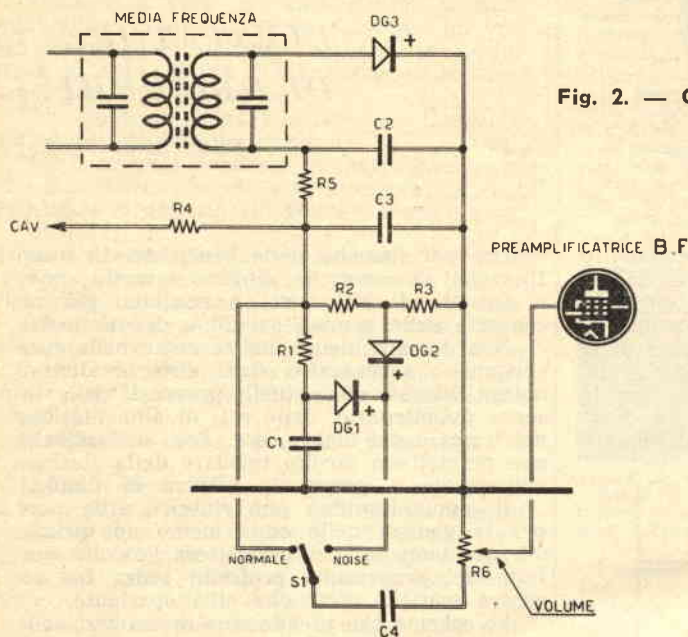 MEDIA FREQUENZA
DG3
+
Fig. 2. — C
C2
R5
C3
R4
CAV
PREAMPLIFICATRICE B.F
R2
R3
R1
DG2
+
DG1
+
C1
NORMALE
NOISE
S1
R6
VOLUME
C4